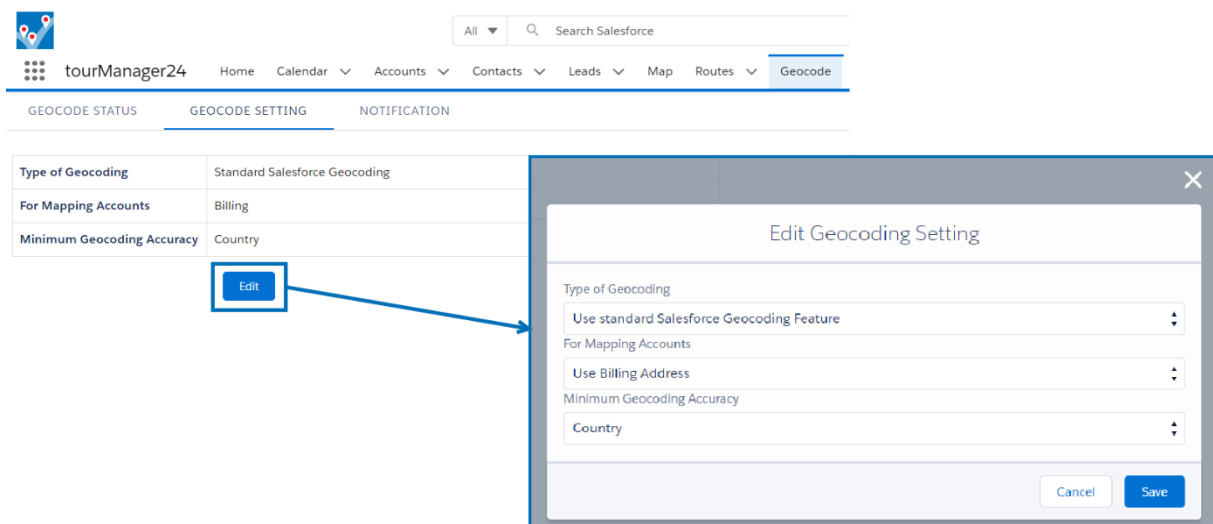 All Search Salesforce
tourManager24 Home Calendar Accounts Contacts Leads Map Routes Geocode
GEOCODE STATUS GEOCODE SETTING NOTIFICATION
Type of Geocoding Standard Salesforce Geocoding
For Mapping Accounts Billing
Minimum Geocoding Accuracy Country
Edit
Edit Geocoding Setting
Type of Geocoding
Use standard Salesforce Geocoding Feature
For Mapping Accounts
Use Billing Address
Minimum Geocoding Accuracy
Country
Cancel Save